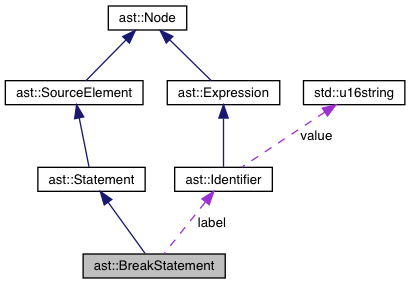 ast::Node
ast::SourceElement
ast::Expression
std::u16string
value
ast::Statement
ast::Identifier
label
ast::BreakStatement